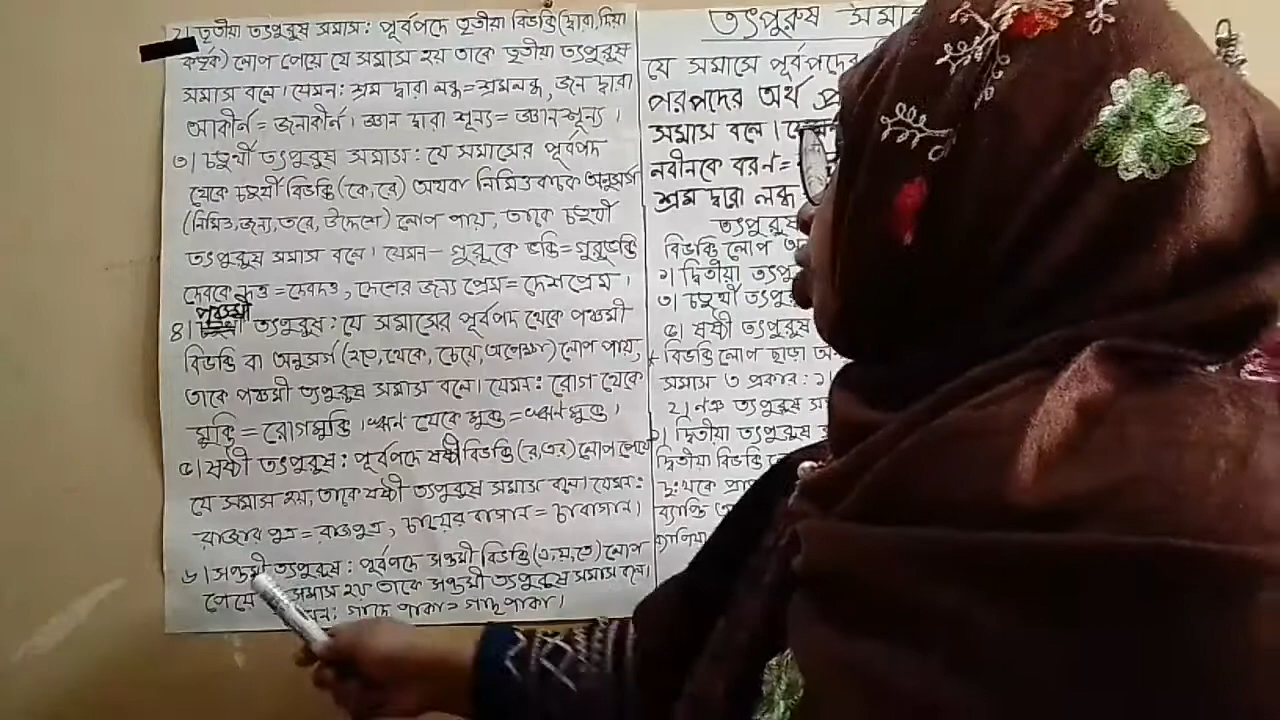 ২। তৃতীয়া তৎপুরুষ সমাস: পূর্বপদে তৃতীয়া বিভক্তি (দ্বারা, দিয়া
কর্তৃক) লোপ পেয়ে যে সমাস হয় তাকে তৃতীয়া তৎপুরুষ
সমাস বলে। যেমন: শ্রম দ্বারা লব্ধ=শ্রমলব্ধ, জন দ্বারা
আকীর্ন = জনাকীর্ন। জ্ঞান দ্বারা শূন্য= জ্ঞানশূন্য।
৩) চতুর্থী তৎপুরুষ সমাস: যে সমাসের পূর্বপদ
থেকে চতুর্থী বিভক্তি (কে, রে) অথবা নিমিত্তবাচক অনুসর্গ
(নিমিত্ত, জন্য, তরে, উদ্দেশ্যে) লোপ পায়, তাকে চতুর্থী
তৎপুরুষ সমাস বলে। যেমন- গুরুকে ভক্তি=গুরুভক্তি
দেবকে দত্ত =দেবদত্ত, দেশের জন্য প্রেম= দেশপ্রেম।
৪। পঞ্চমী তৎপুরুষ: যে সমাসের পূর্বপদ থেকে পঞ্চমী
বিভক্তি বা অনুসর্গ (হতে, থেকে, চেয়ে, অপেক্ষা) লোপ পায়,
তাকে পঞ্চমী তৎপুরুষ সমাস বলে। যেমন: রোগ থেকে
মুক্তি = রোগমুক্তি। থেকে মুক্ত =
৫। ষষ্ঠী তৎপুরুষ: পূর্বপদে ষষ্ঠী বিভক্তি (র, এর) লোপ পেয়ে
যে সমাস হয়, তাকে ষষ্ঠী তৎপুরুষ সমাস বলে। যেমন:
রাজার পুত্র = রাজপুত্র, চায়ের বাগান = চাবাগান।
৬। সপ্তমী তৎপুরুষ: পূর্বপদে সপ্তমী বিভক্তি (এ, য়, তে) লোপ
পেয়ে সমাস হয় তাকে সপ্তমী তৎপুরুষ সমাস বলে।
গাছে পাকা= গাছপাকা।
তৎপুরুষ সমাস
যে সমাসে পূর্বপদের
পরপদের অর্থ
সমাস বলে।
নবীনকে বরণ=
শ্রম দ্বারা লব্ধ
তৎপুরুষ
বিভক্তি লোপ
১। দ্বিতীয়া
৩। চতুর্থী
৫। ষষ্ঠী তৎপুরুষ
বিভক্তি লোপ ছাড়া
সমাস ৩ প্রকার: ১।
২। নঞ তৎপুরুষ
১। দ্বিতীয়া তৎপুরুষ
দ্বিতীয়া বিভক্তি